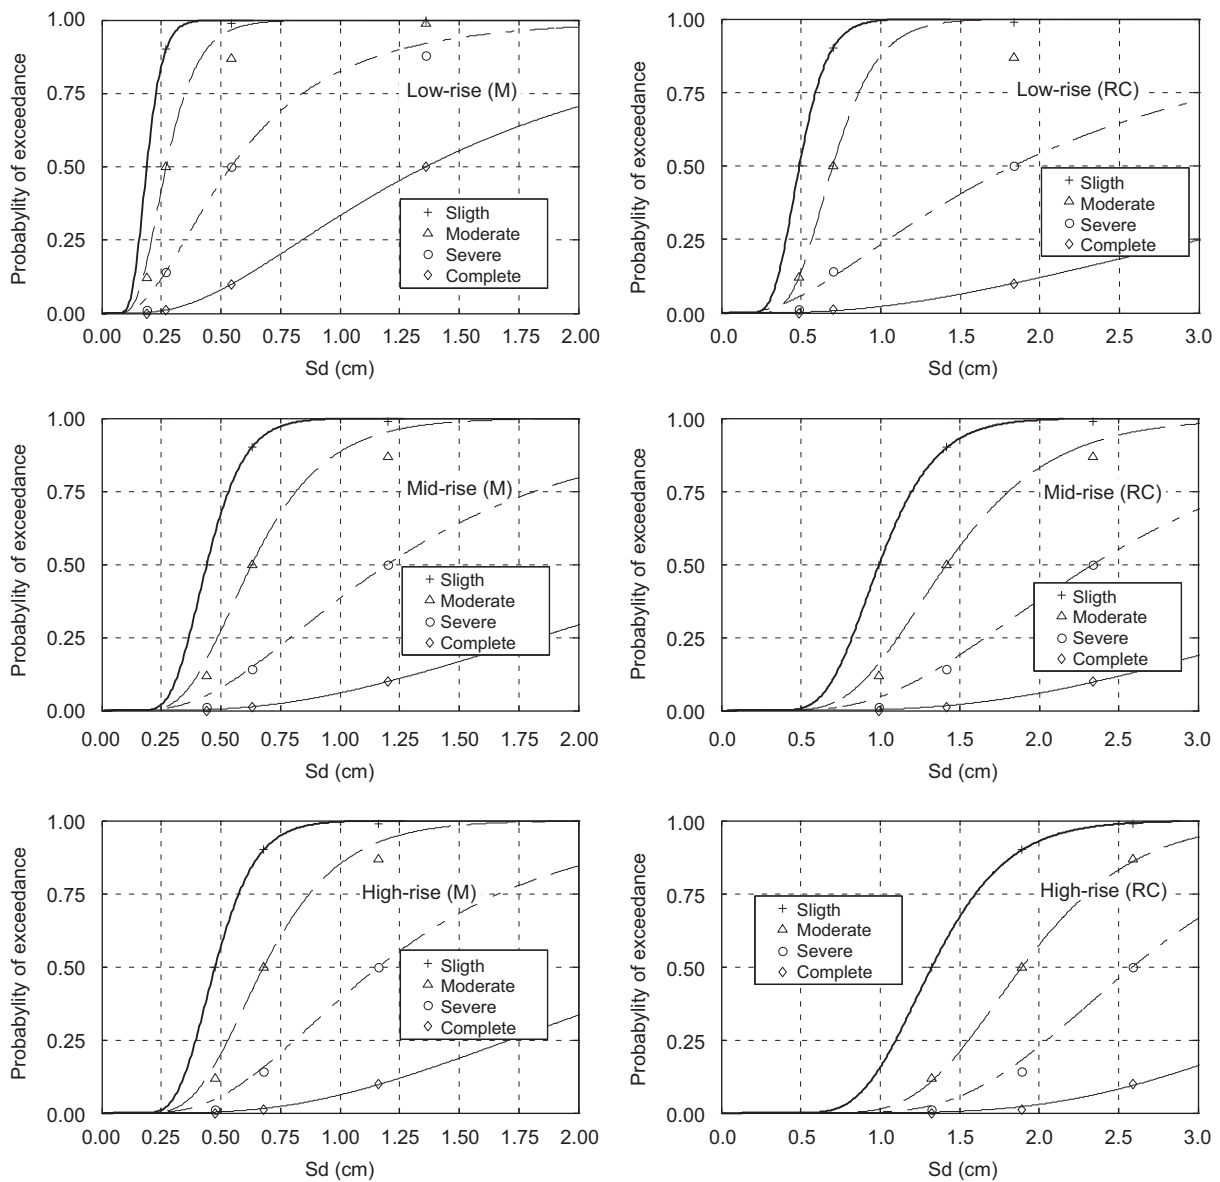 Probabylity of exceedance
1.00
0.75
0.50
0.25
0.00
Low-rise (M)
Sligth
Moderate
Severe
Complete
0.00 0.25 0.50 0.75 1.00 1.25 1.50 1.75 2.00
Sd (cm)
Probabylity of exceedance
1.00
0.75
0.50
0.25
0.00
Low-rise (RC)
Sligth
Moderate
Severe
Complete
0.0 0.5 1.0 1.5 2.0 2.5 3.0
Sd (cm)
Probabylity of exceedance
1.00
0.75
0.50
0.25
0.00
Mid-rise (M)
Sligth
Moderate
Severe
Complete
0.00 0.25 0.50 0.75 1.00 1.25 1.50 1.75 2.00
Sd (cm)
Probabylity of exceedance
1.00
0.75
0.50
0.25
0.00
Mid-rise (RC)
Sligth
Moderate
Severe
Complete
0.0 0.5 1.0 1.5 2.0 2.5 3.0
Sd (cm)
Probabylity of exceedance
1.00
0.75
0.50
0.25
0.00
High-rise (M)
Sligth
Moderate
Severe
Complete
0.00 0.25 0.50 0.75 1.00 1.25 1.50 1.75 2.00
Sd (cm)
Probabylity of exceedance
1.00
0.75
0.50
0.25
0.00
High-rise (RC)
Sligth
Moderate
Severe
Complete
0.0 0.5 1.0 1.5 2.0 2.5 3.0
Sd (cm)